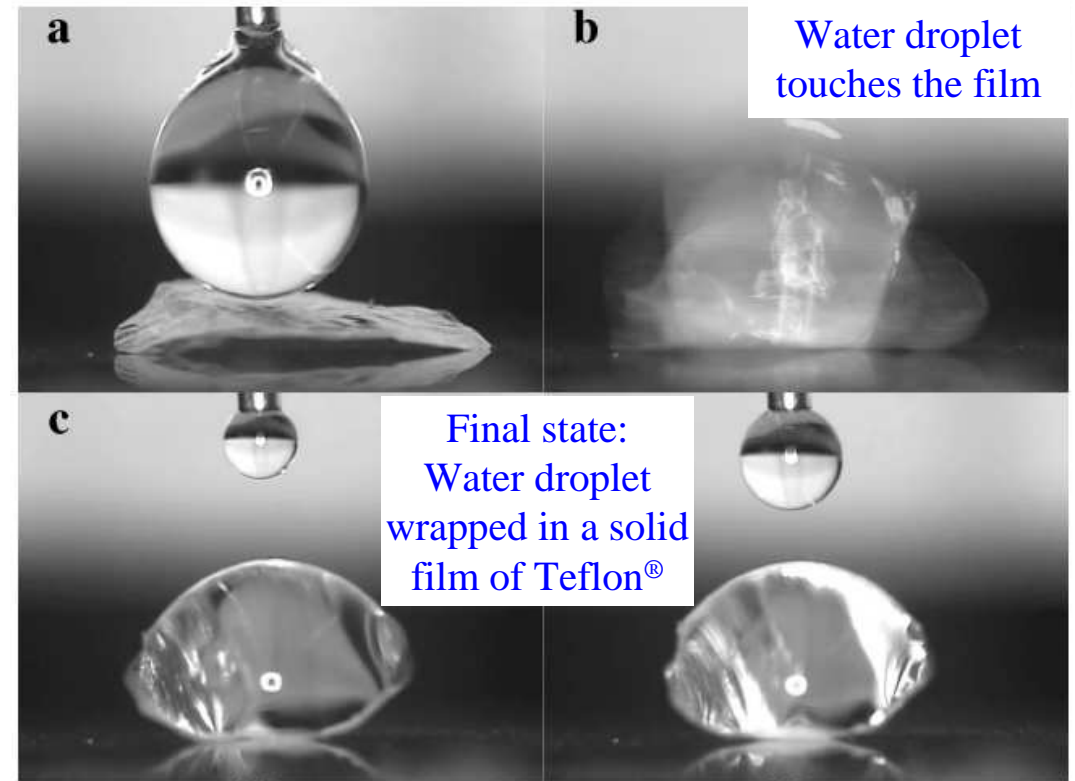 a
b
Water droplet
touches the film
c
Final state:
Water droplet
wrapped in a solid
film of Teflon®